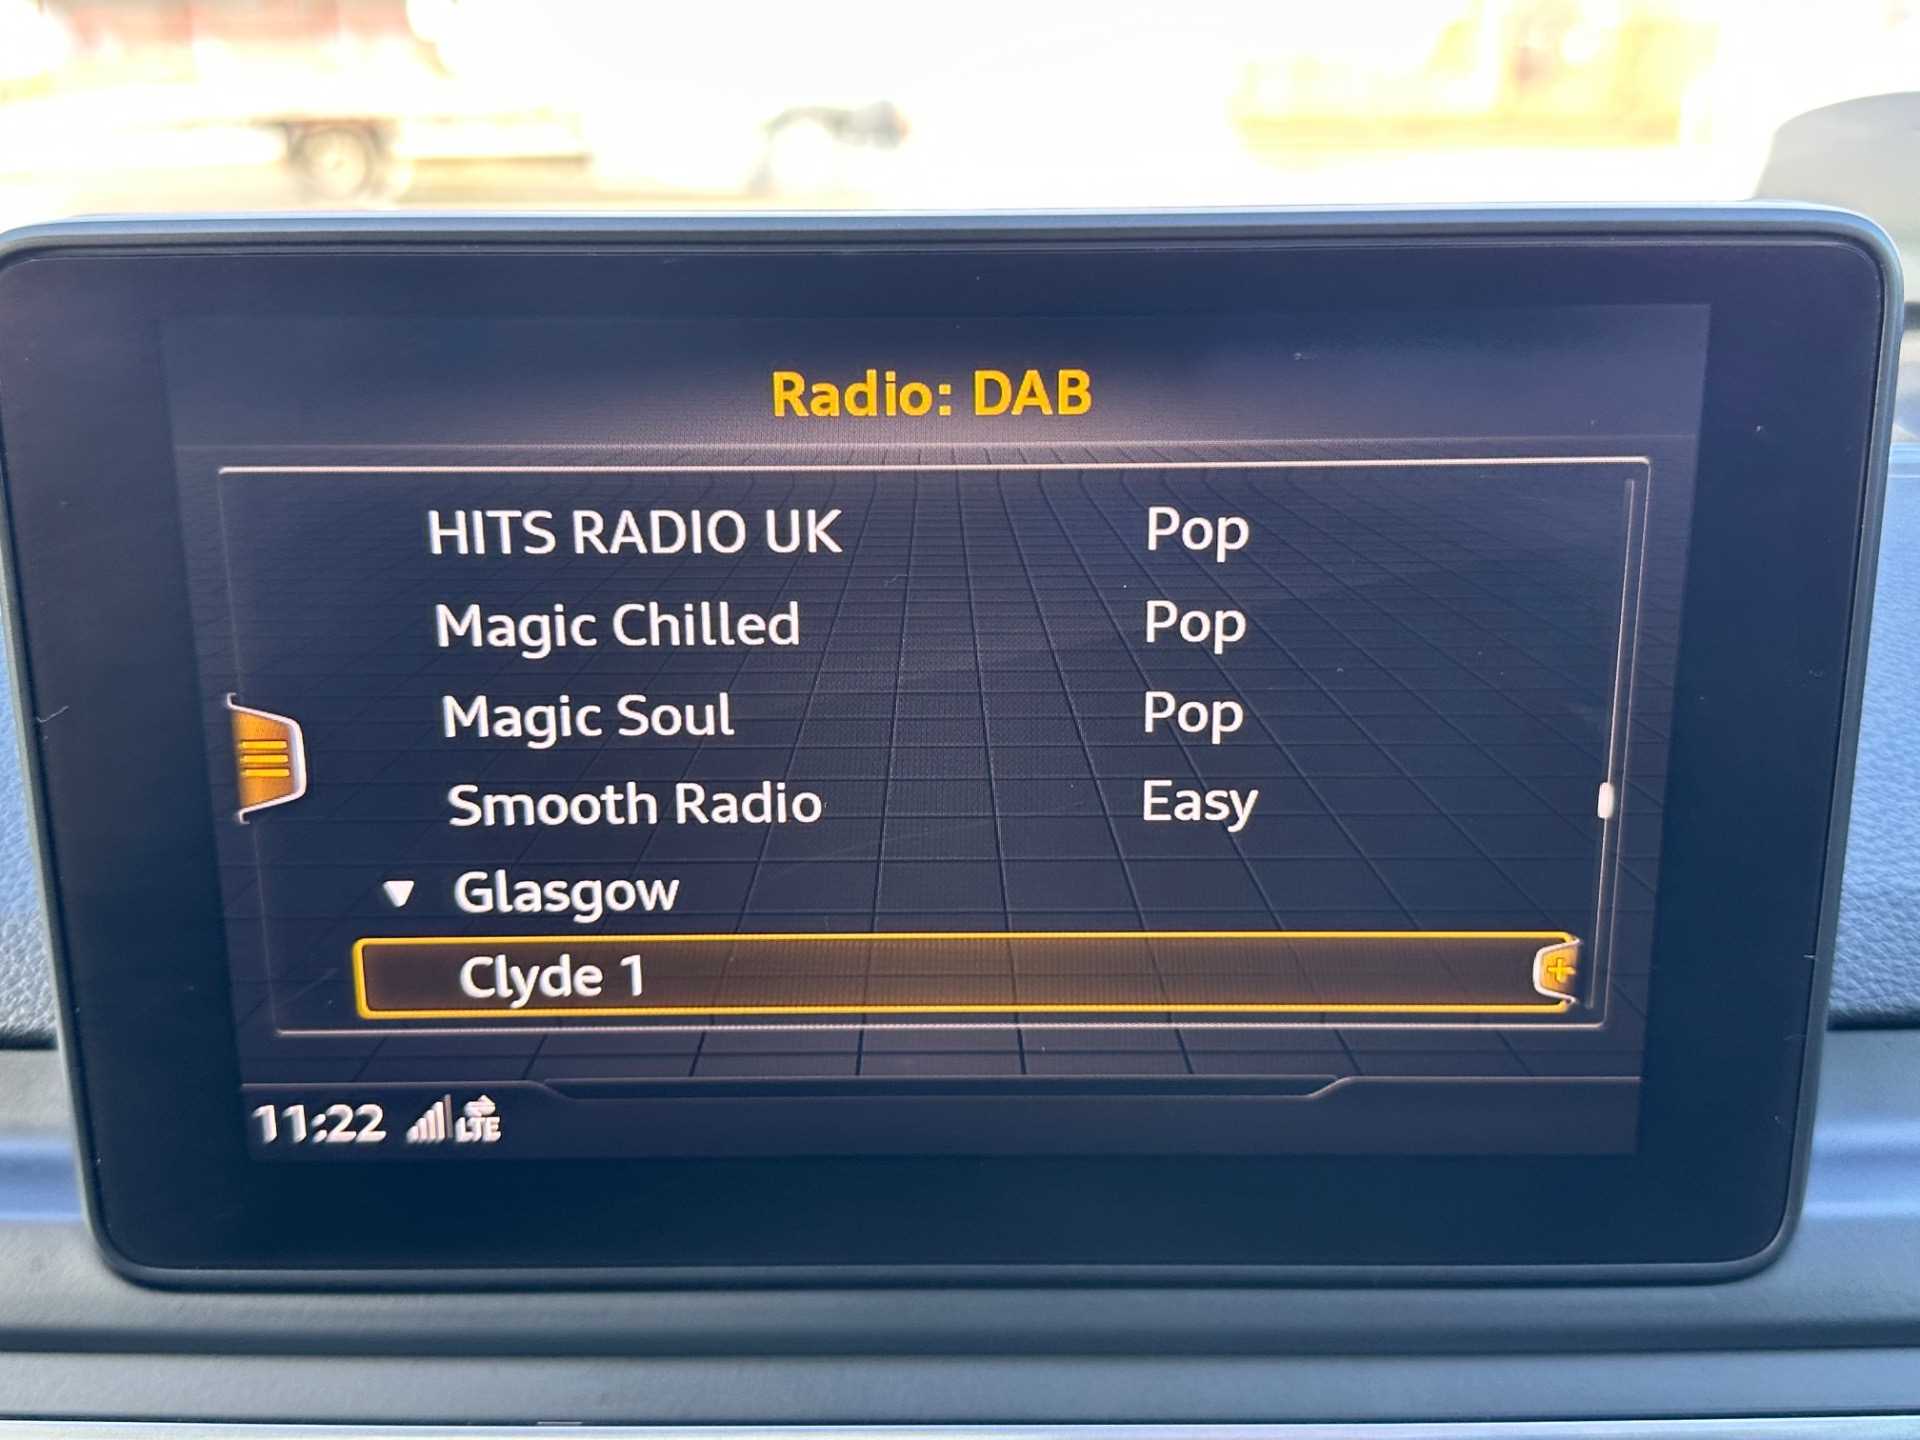 Radio: DAB
HITS RADIO UK Pop
Magic Chilled Pop
Magic Soul Pop
Smooth Radio Easy
Glasgow
Clyde 1
11:22 LTE